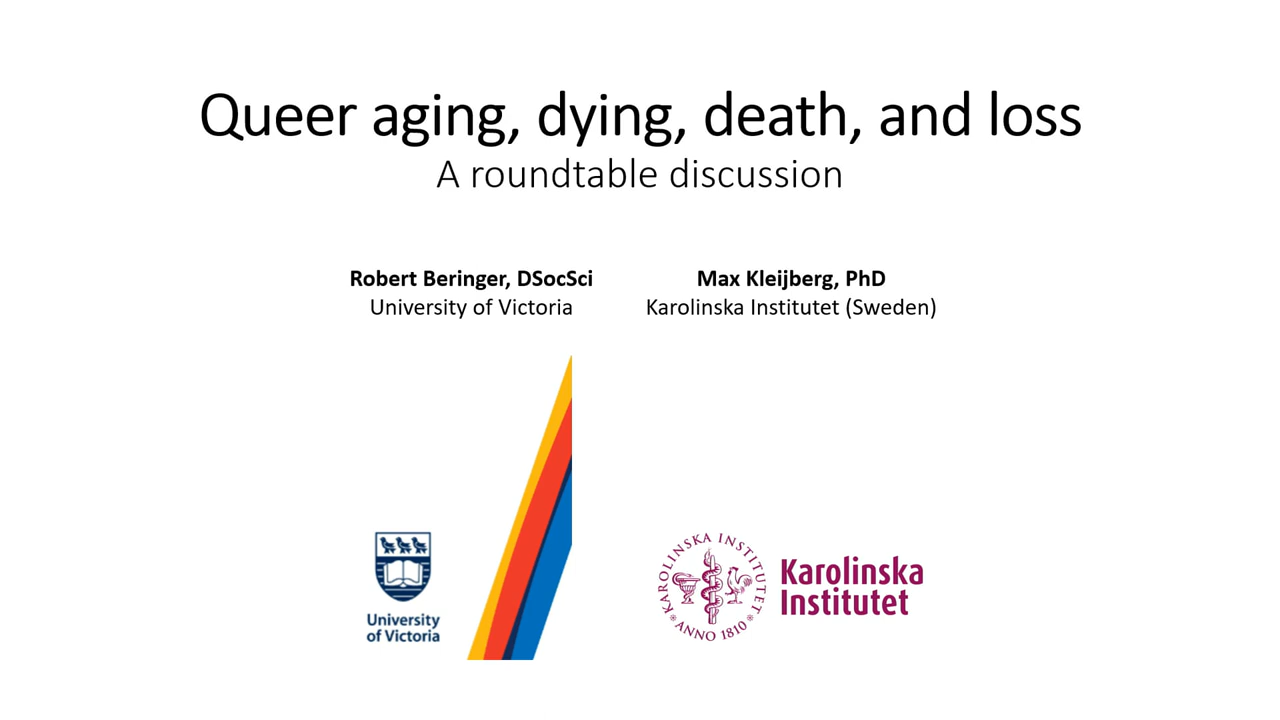 Queer aging, dying, death, and loss
A roundtable discussion
Robert Beringer, DSocSci
University of Victoria
Max Kleijberg, PhD
Karolinska Institutet (Sweden)
University
of Victoria
KAROLINSKA INSTITUTET
ANNO 1810
Karolinska
Institutet